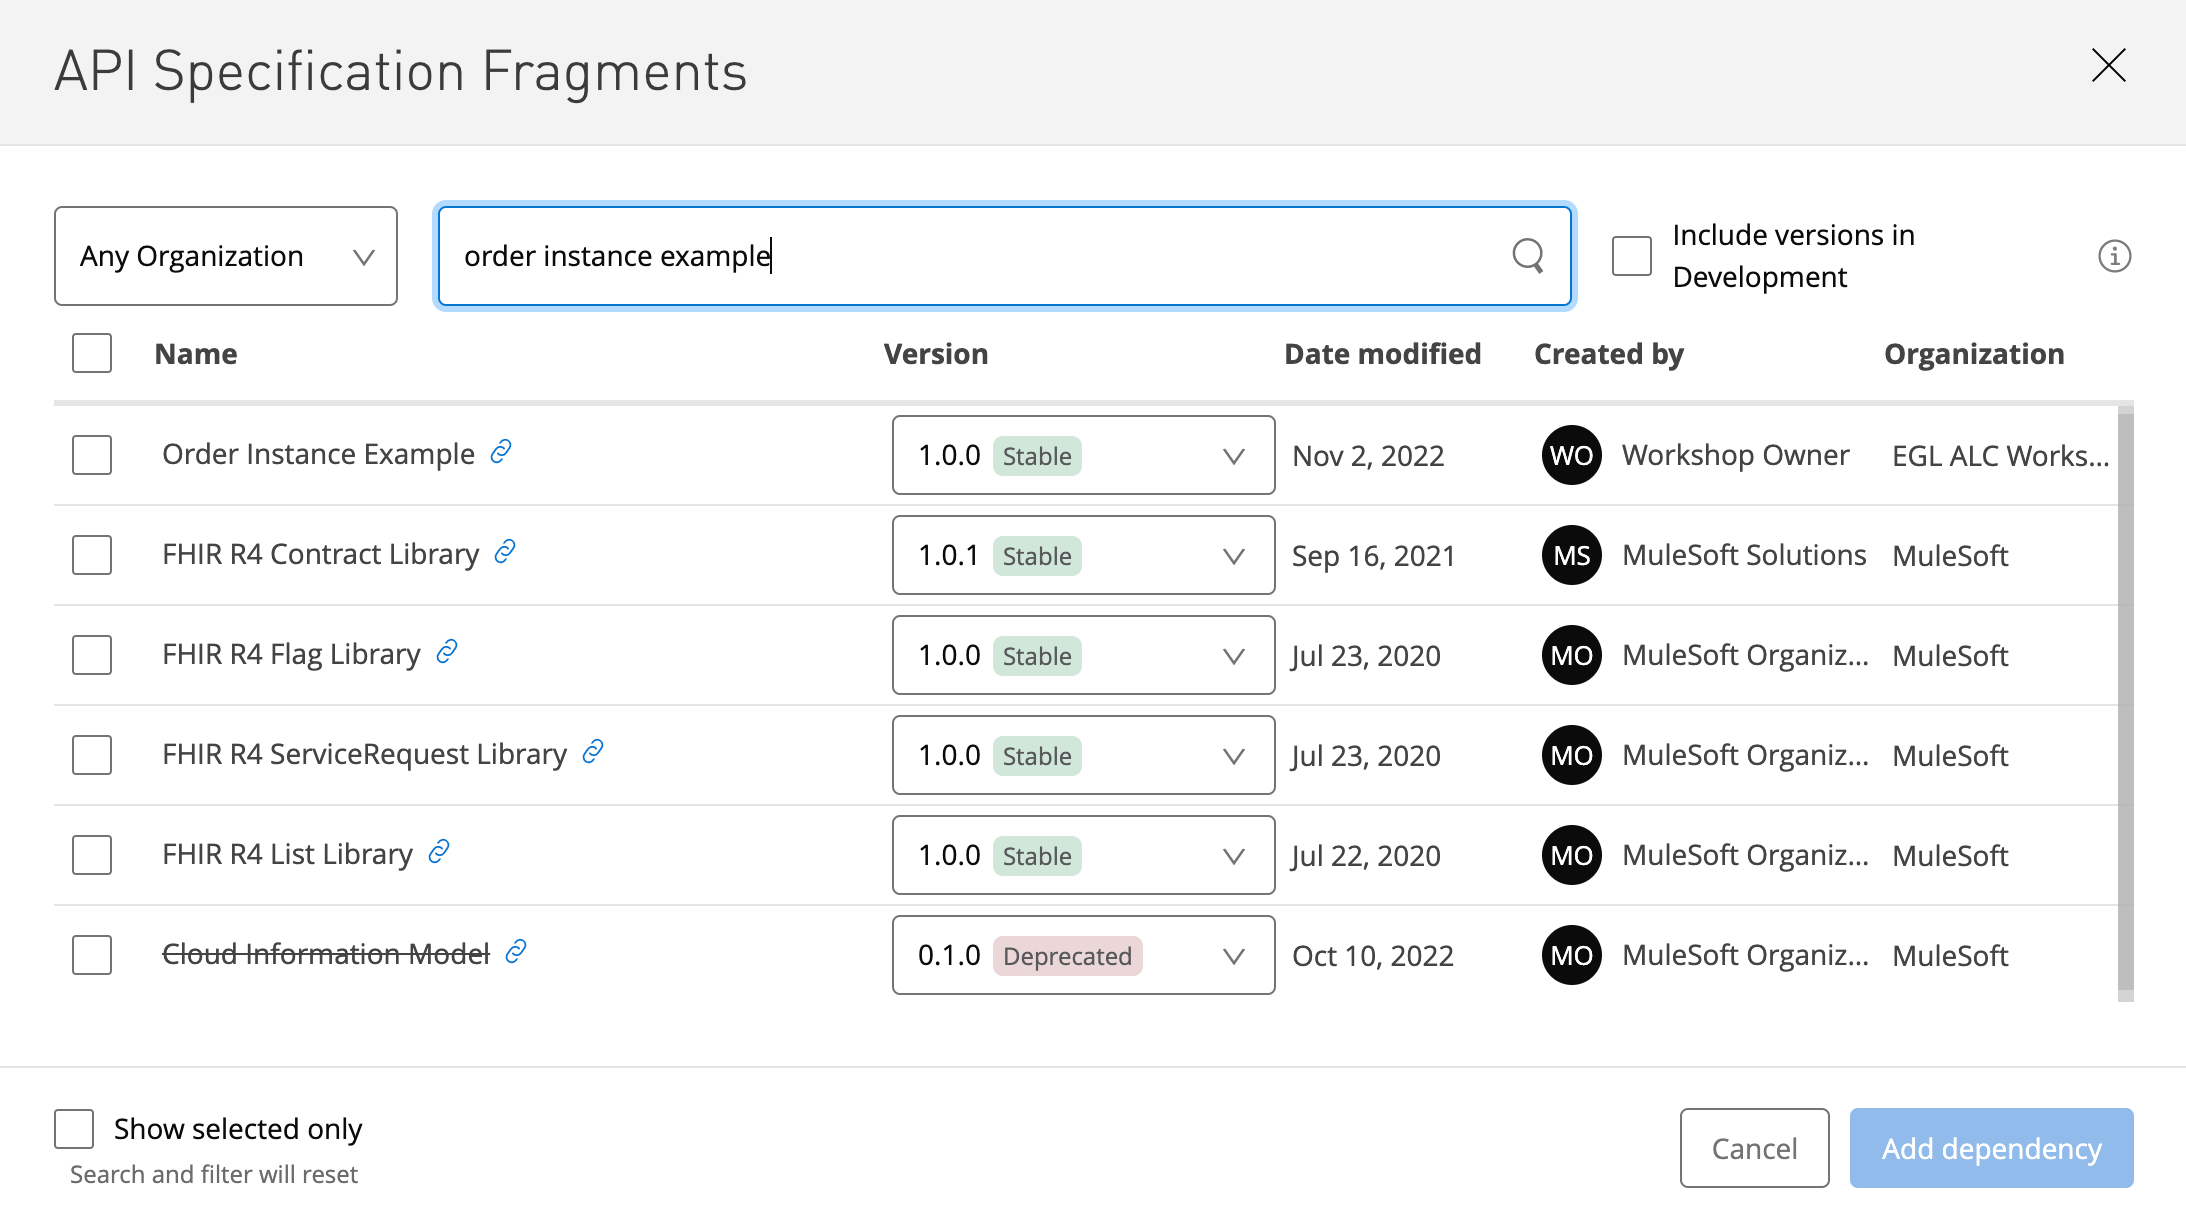 API Specification Fragments
Any Organization
order instance example
Include versions in
Development
Name Version Date modified Created by Organization
Order Instance Example 1.0.0 Stable Nov 2, 2022 WO Workshop Owner EGL ALC Works...
FHIR R4 Contract Library 1.0.1 Stable Sep 16, 2021 MS MuleSoft Solutions MuleSoft
FHIR R4 Flag Library 1.0.0 Stable Jul 23, 2020 MO MuleSoft Organiz... MuleSoft
FHIR R4 ServiceRequest Library 1.0.0 Stable Jul 23, 2020 MO MuleSoft Organiz... MuleSoft
FHIR R4 List Library 1.0.0 Stable Jul 22, 2020 MO MuleSoft Organiz... MuleSoft
Cloud Information Model 0.1.0 Deprecated Oct 10, 2022 MO MuleSoft Organiz... MuleSoft
Show selected only
Search and filter will reset
Cancel Add dependency